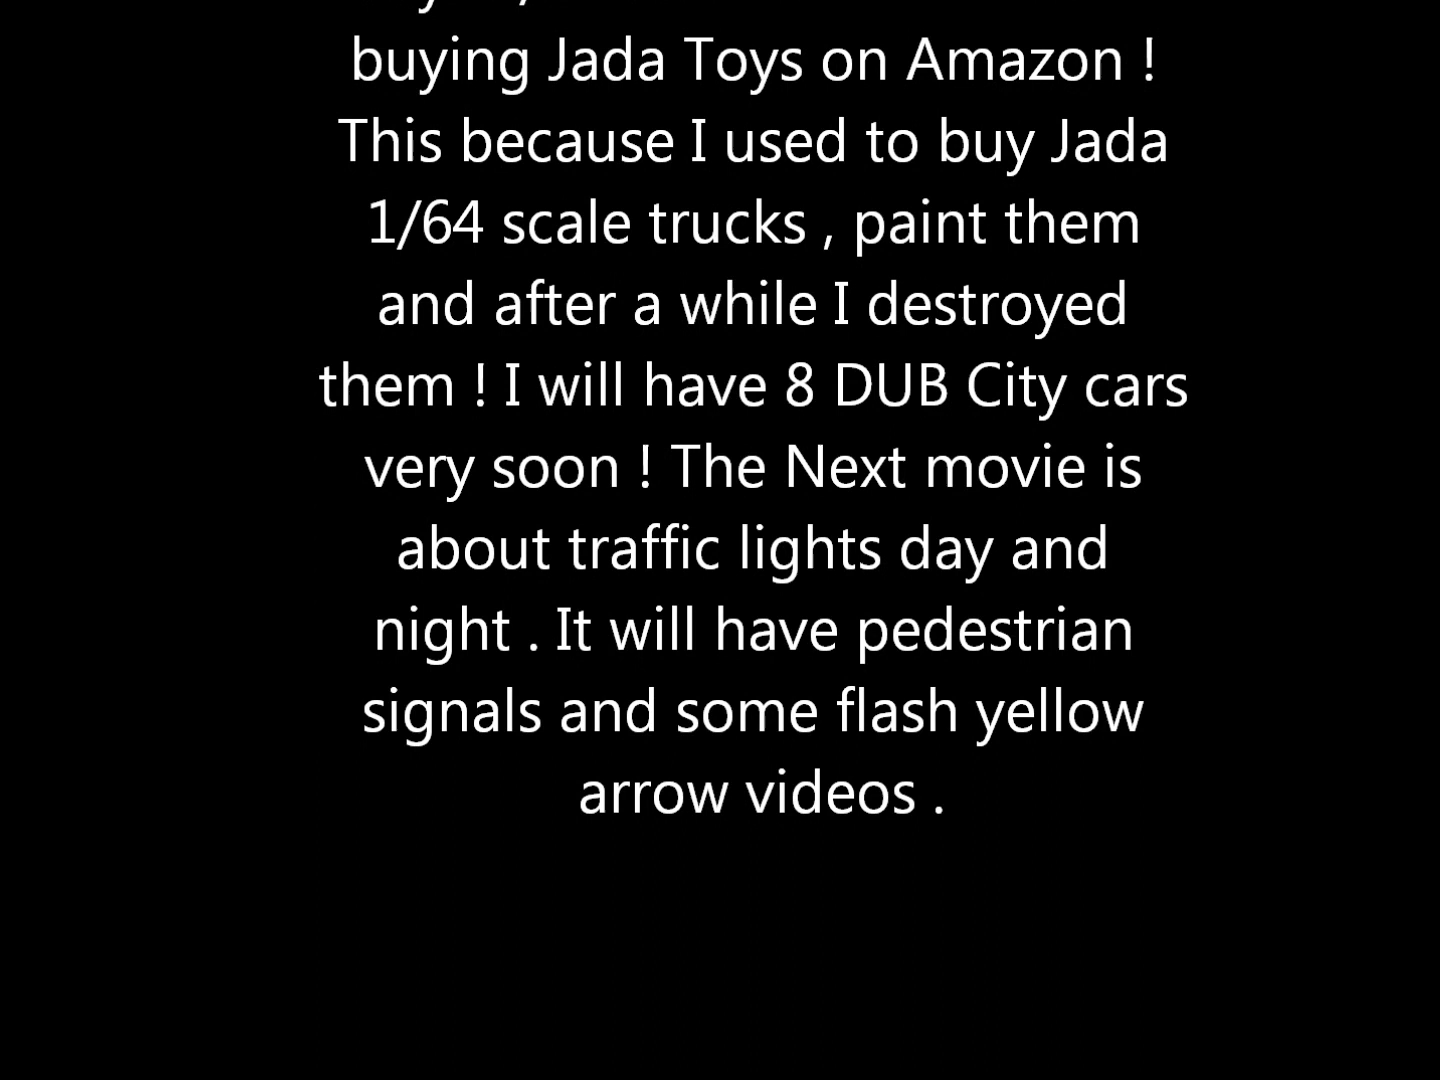 buying Jada Toys on Amazon !
This because I used to buy Jada
1/64 scale trucks , paint them
and after a while I destroyed
them ! I will have 8 DUB City cars
very soon ! The Next movie is
about traffic lights day and
night . It will have pedestrian
signals and some flash yellow
arrow videos .